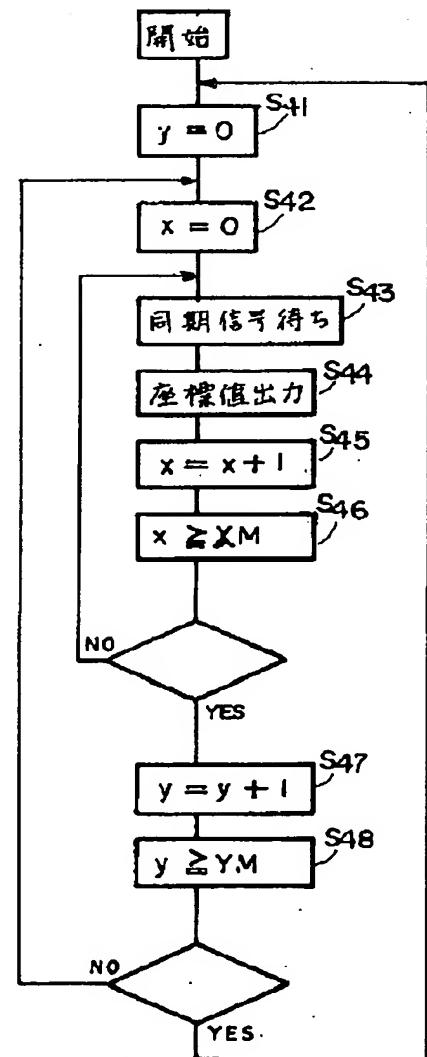 開始
S41
y = 0
S42
x = 0
S43
同期信号待ち
S44
座標値出力
S45
x = x + 1
S46
x ≧ XM
NO
YES
S47
y = y + 1
S48
y ≧ YM
NO
YES